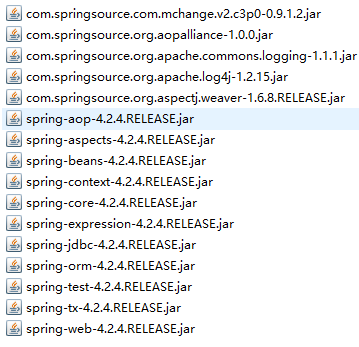 com.springsource.com.mchange.v2.c3p0-0.9.1.2.jar
com.springsource.org.aopalliance-1.0.0.jar
com.springsource.org.apache.commons.logging-1.1.1.jar
com.springsource.org.apache.log4j-1.2.15.jar
com.springsource.org.aspectj.weaver-1.6.8.RELEASE.jar
spring-aop-4.2.4.RELEASE.jar
spring-aspects-4.2.4.RELEASE.jar
spring-beans-4.2.4.RELEASE.jar
spring-context-4.2.4.RELEASE.jar
spring-core-4.2.4.RELEASE.jar
spring-expression-4.2.4.RELEASE.jar
spring-jdbc-4.2.4.RELEASE.jar
spring-orm-4.2.4.RELEASE.jar
spring-test-4.2.4.RELEASE.jar
spring-tx-4.2.4.RELEASE.jar
spring-web-4.2.4.RELEASE.jar